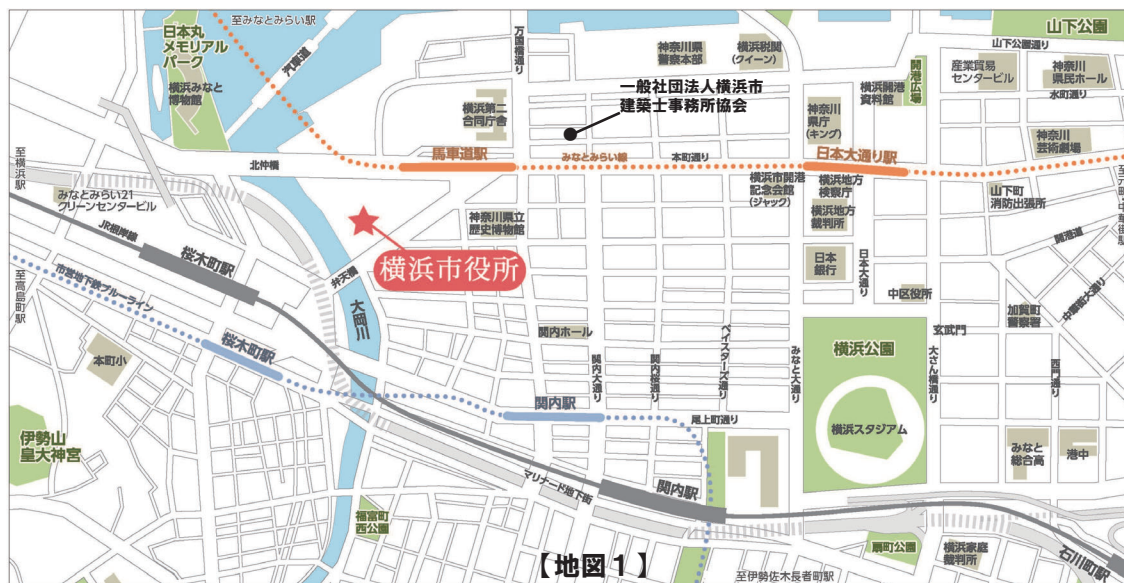 至みなとみらい駅
日本丸
メモリアル
パーク
横浜みなと
博物館
汽車道
万国橋通り
神奈川県
警察本部
横浜税関
(クイーン)
山下公園
山下公園通り
産業貿易
センタービル
神奈川
県民ホール
水町通り
開港広場
横浜開港
資料館
一般社団法人横浜市
建築士事務所協会
横浜第二
合同庁舎
神奈川
県庁
(キング)
神奈川
芸術劇場
北仲橋
馬車道駅
みなとみらい線
本町通り
日本大通り駅
至横浜駅
みなとみらい21
クリーンセンタービル
JR根岸線
桜木町駅
神奈川県立
歴史博物館
横浜市開港
記念会館
(ジャック)
横浜地方
検察庁
横浜地方
裁判所
山下町
消防出張所
至元町・中華街駅
開港道
横浜市役所
弁天橋
大岡川
日本
銀行
日本大通り
中区役所
加賀町
警察署
中華街大通り
至高島町駅
市営地下鉄ブルーライン
桜木町駅
本町小
関内ホール
関内大通り
関内桜通り
ベイスターズ通り
みなと大通り
横浜公園
玄武門
大さん橋通り
西門通り
関内駅
尾上町通り
横浜スタジアム
みなと
総合高
港中
伊勢山
皇大神宮
マリナード地下街
関内駅
福富町
西公園
扇町公園
横浜家庭
裁判所
石川町駅
【地図1】
至伊勢佐木長者町駅